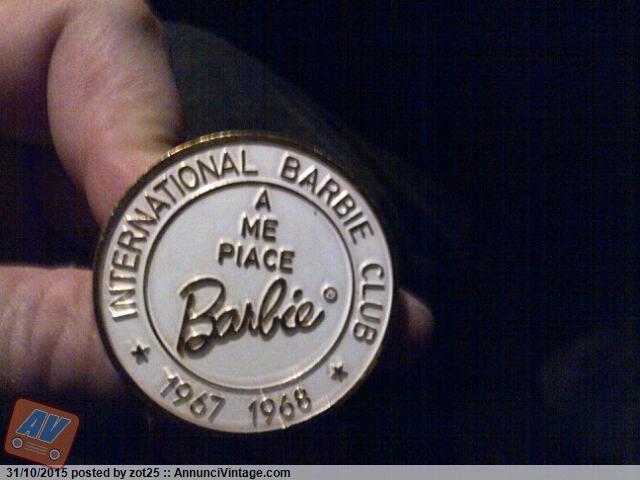 INTERNATIONAL BARBIE CLUB
A
ME
PIACE
Barbie®
★ 1967 1968 ★
AV
31/10/2015 posted by zot25 :: AnnunciVintage.com